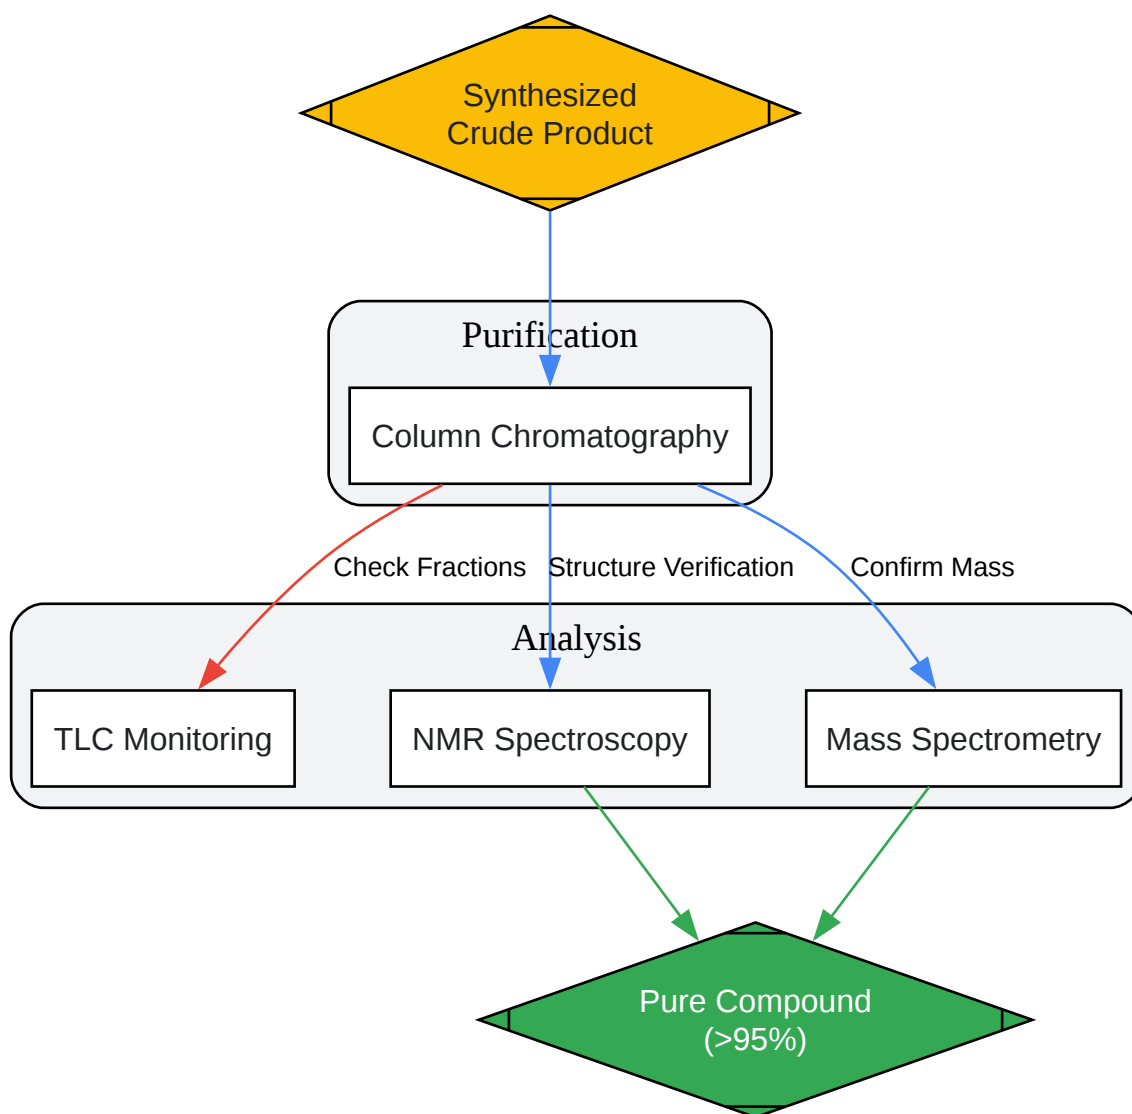 Synthesized
Crude Product
Purification
Column Chromatography
Check Fractions
Structure Verification
Confirm Mass
Analysis
TLC Monitoring
NMR Spectroscopy
Mass Spectrometry
Pure Compound
(>95%)